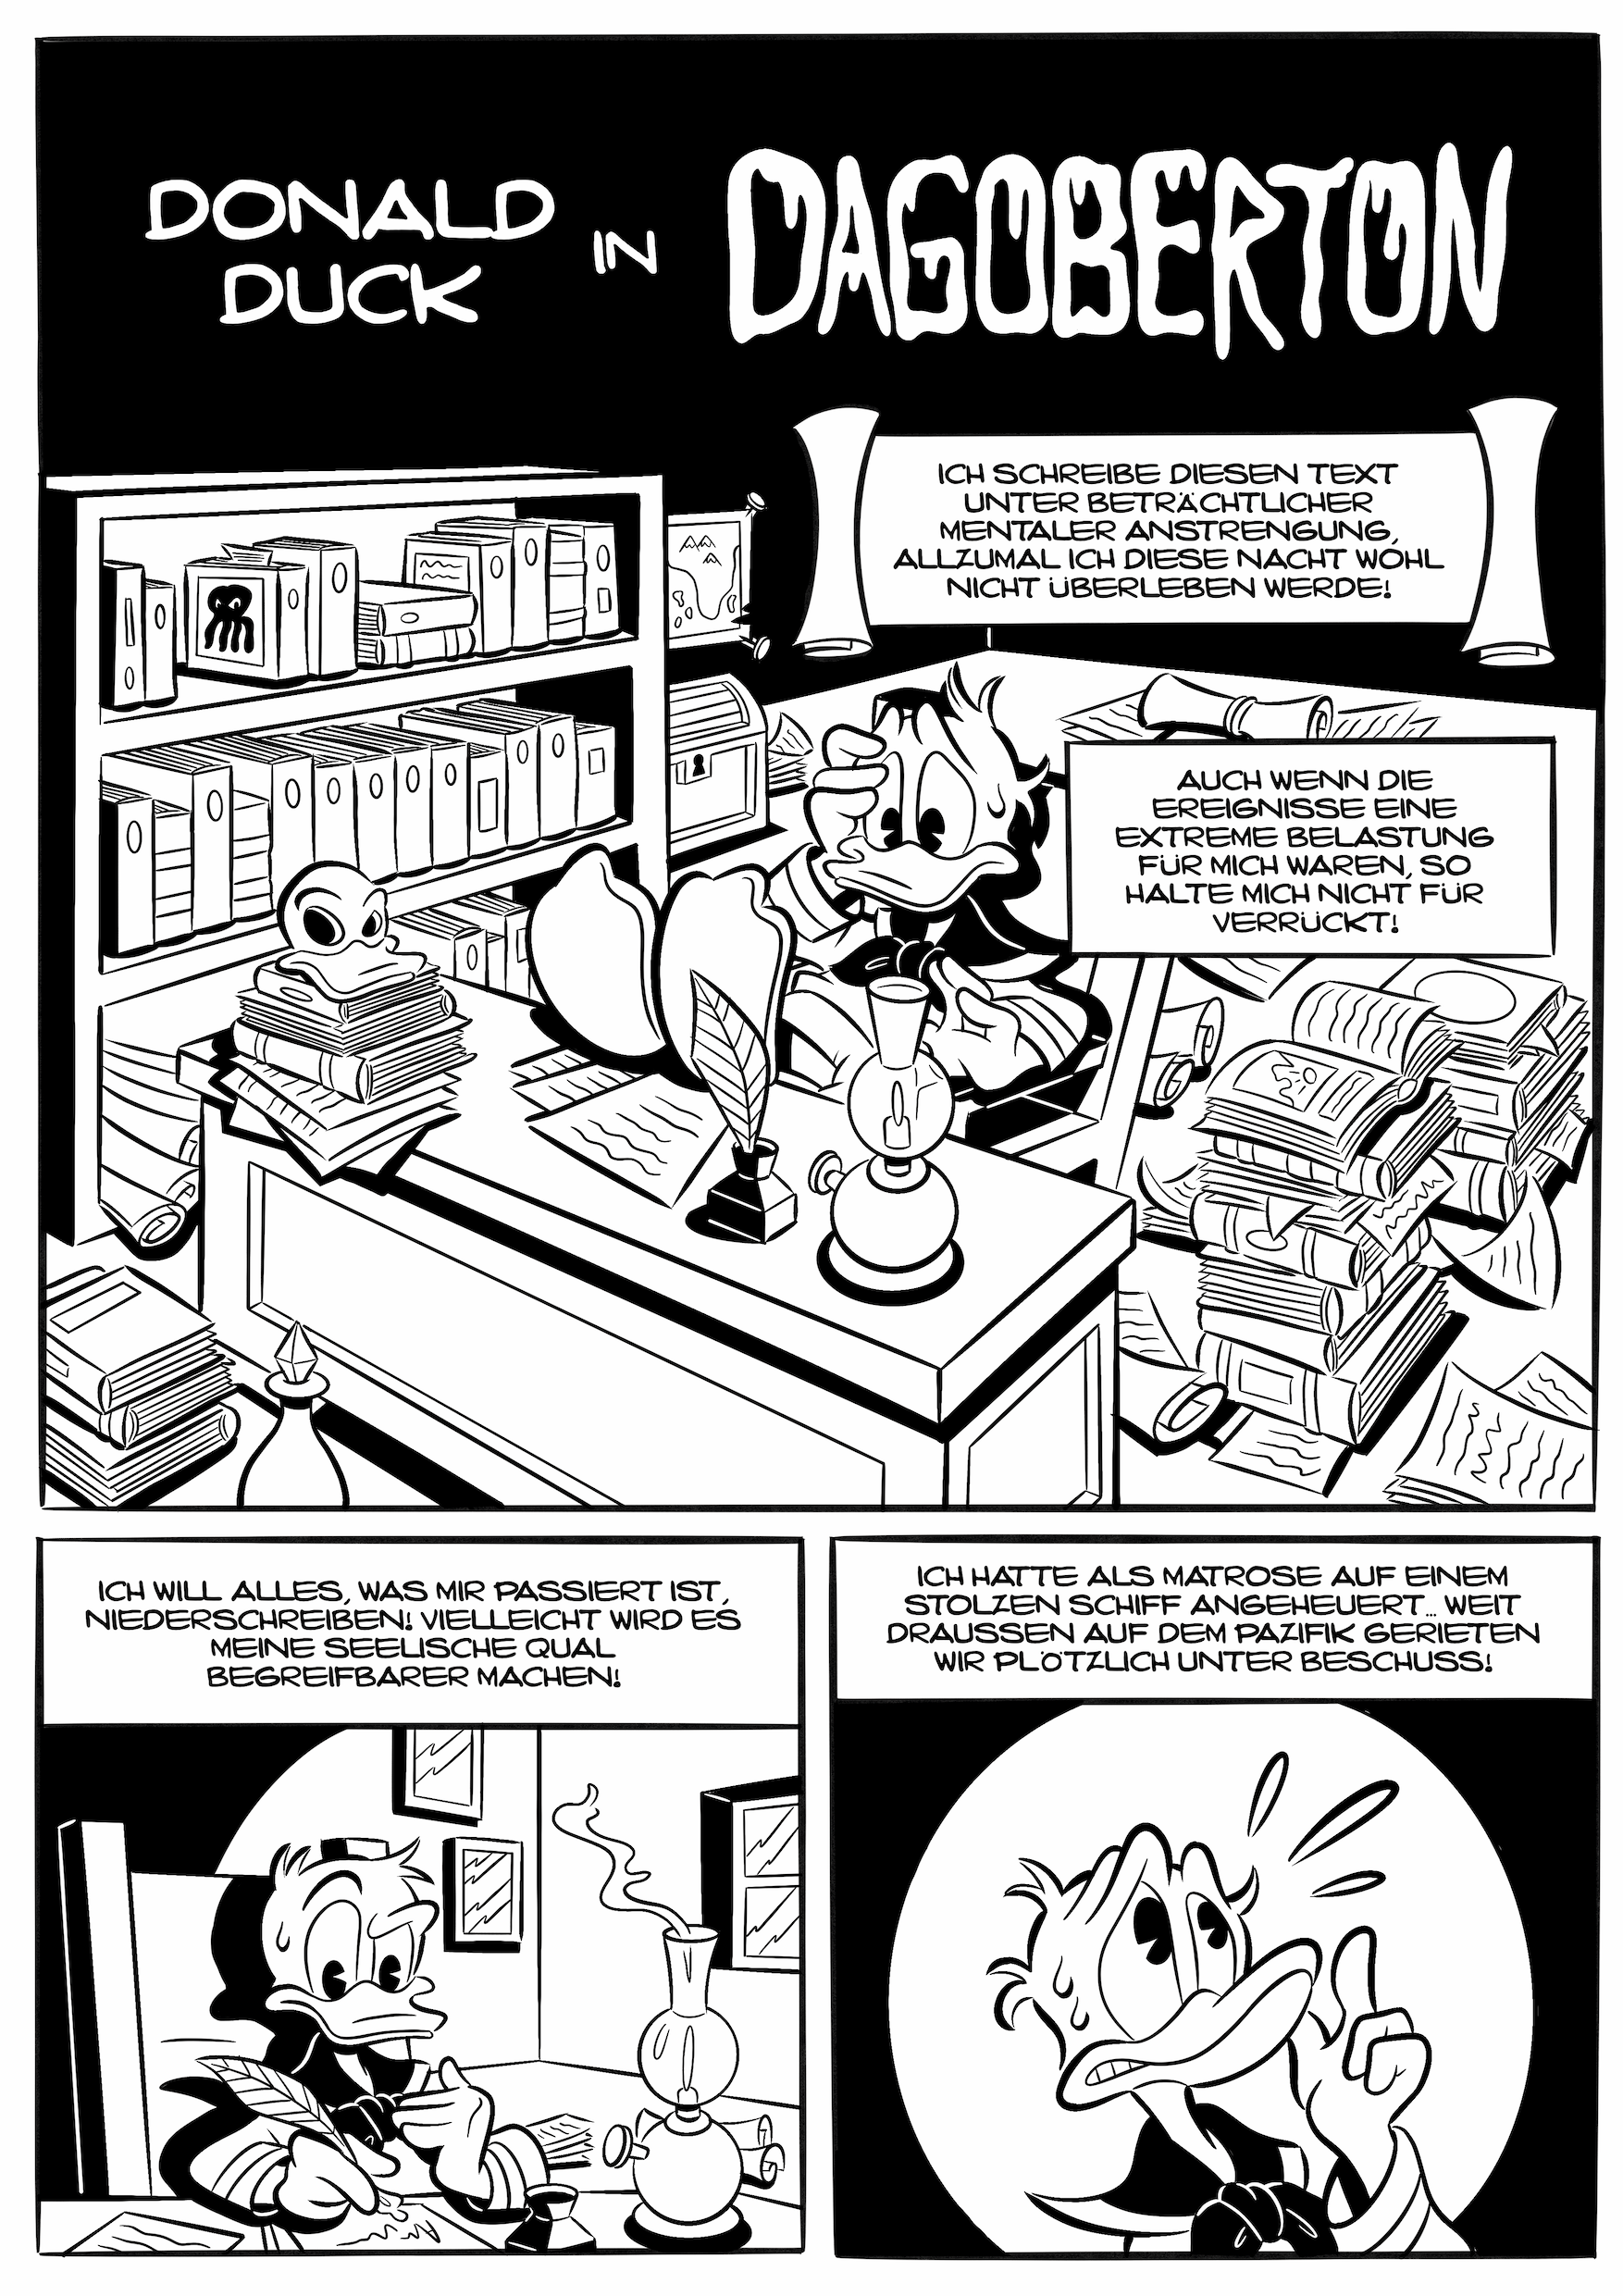 DONALD
DUCK
IN
DAGOBERTON
ICH SCHREIBE DIESEN TEXT
UNTER BETRÄCHTLICHER
MENTALER ANSTRENGUNG,
ALLZUMAL ICH DIESE NACHT WOHL
NICHT ÜBERLEBEN WERDE!
AUCH WENN DIE
EREIGNISSE EINE
EXTREME BELASTUNG
FÜR MICH WAREN, SO
HALTE MICH NICHT FÜR
VERRÜCKT!
ICH WILL ALLES, WAS MIR PASSIERT IST,
NIEDERSCHREIBEN! VIELLEICHT WIRD ES
MEINE SEELISCHE QUAL
BEGREIFBARER MACHEN!
ICH HATTE ALS MATROSE AUF EINEM
STOLZEN SCHIFF ANGEHEUERT... WEIT
DRAUSSEN AUF DEM PAZIFIK GERIETEN
WIR PLÖTZLICH UNTER BESCHUSS!